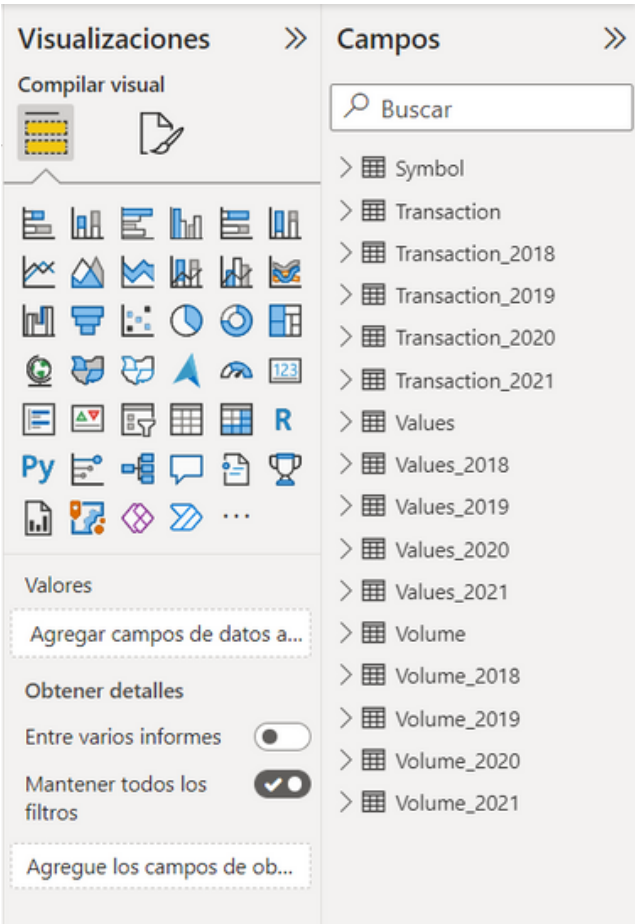 Visualizaciones
Compilar visual
123
R
Py
Valores
Agregar campos de datos a...
Obtener detalles
Entre varios informes
Mantener todos los
filtros
Agregue los campos de ob...
Campos
Buscar
Symbol
Transaction
Transaction_2018
Transaction_2019
Transaction_2020
Transaction_2021
Values
Values_2018
Values_2019
Values_2020
Values_2021
Volume
Volume_2018
Volume_2019
Volume_2020
Volume_2021